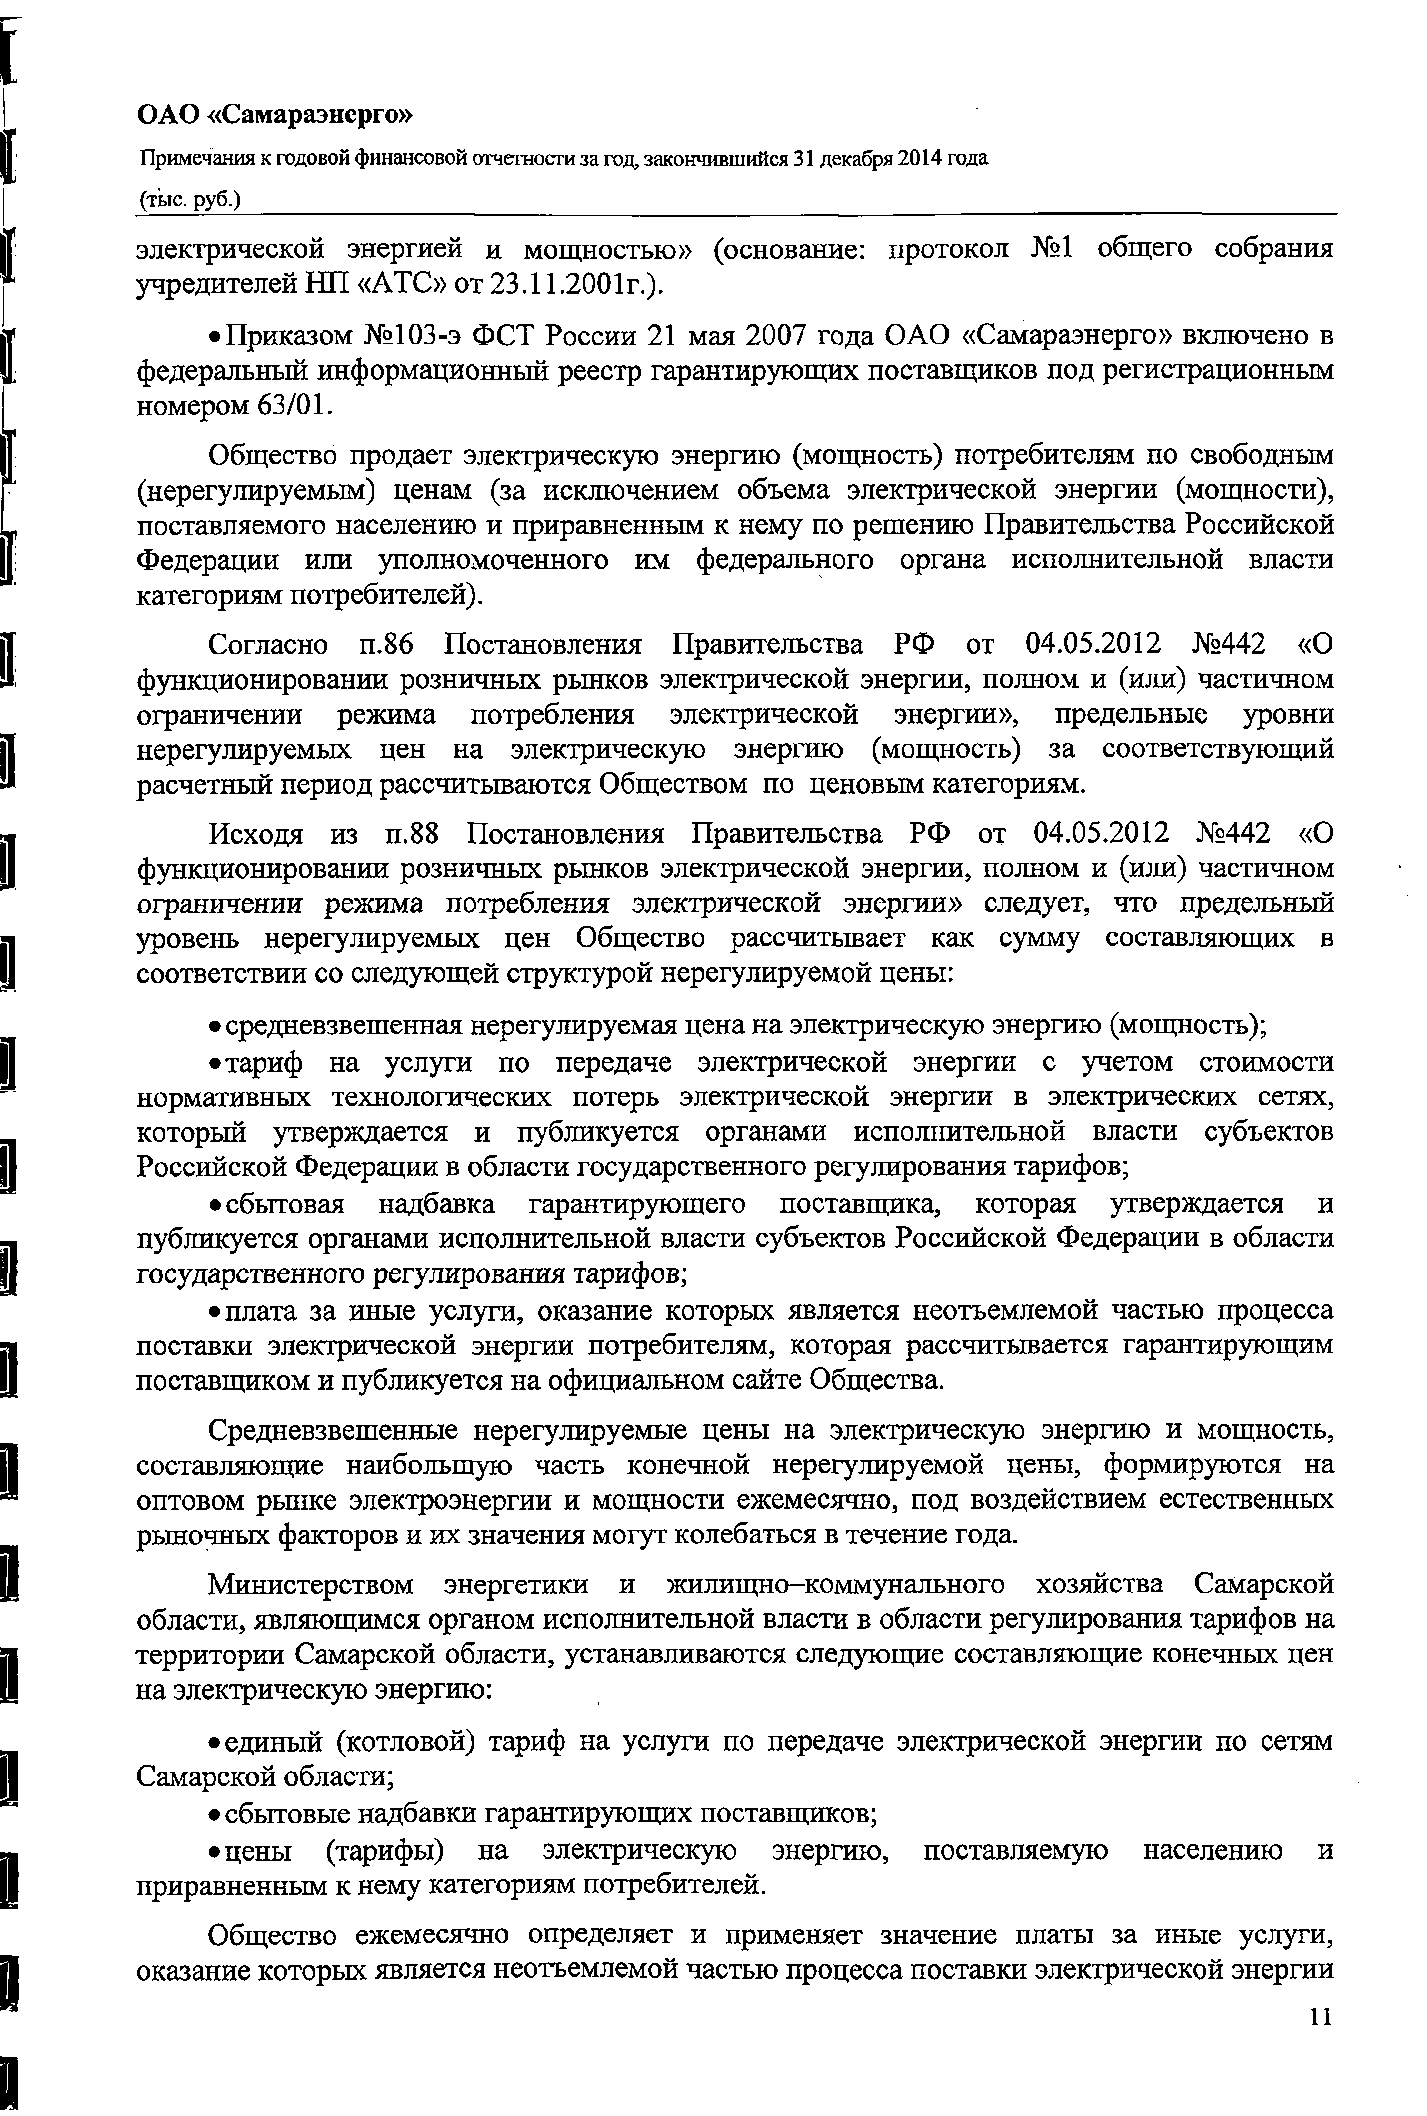 ОАО «Самараэнерго»
Примечания к годовой финансовой отчетности за год, закончившийся 31 декабря 2014 года
(тыс. руб.)
электрической энергией и мощностью» (основание: протокол №1 общего собрания
учредителей НП «АТС» от 23.11.2001г.).
•Приказом №103-э ФСТ России 21 мая 2007 года ОАО «Самараэнерго» включено в
федеральный информационный реестр гарантирующих поставщиков под регистрационным
номером 63/01.
Общество продает электрическую энергию (мощность) потребителям по свободным
(нерегулируемым) ценам (за исключением объема электрической энергии (мощности),
поставляемого населению и приравненным к нему по решению Правительства Российской
Федерации или уполномоченного им федерального органа исполнительной власти
категориям потребителей).
Согласно п.86 Постановления Правительства РФ от 04.05.2012 №442 «О
функционировании розничных рынков электрической энергии, полном и (или) частичном
ограничении режима потребления электрической энергии», предельные уровни
нерегулируемых цен на электрическую энергию (мощность) за соответствующий
расчетный период рассчитываются Обществом по ценовым категориям.
Исходя из п.88 Постановления Правительства РФ от 04.05.2012 №442 «О
функционировании розничных рынков электрической энергии, полном и (или) частичном
ограничении режима потребления электрической энергии» следует, что предельный
уровень нерегулируемых цен Общество рассчитывает как сумму составляющих в
соответствии со следующей структурой нерегулируемой цены:
•средневзвешенная нерегулируемая цена на электрическую энергию (мощность);
•тариф на услуги по передаче электрической энергии с учетом стоимости
нормативных технологических потерь электрической энергии в электрических сетях,
который утверждается и публикуется органами исполнительной власти субъектов
Российской Федерации в области государственного регулирования тарифов;
•сбытовая надбавка гарантирующего поставщика, которая утверждается и
публикуется органами исполнительной власти субъектов Российской Федерации в области
государственного регулирования тарифов;
•плата за иные услуги, оказание которых является неотъемлемой частью процесса
поставки электрической энергии потребителям, которая рассчитывается гарантирующим
поставщиком и публикуется на официальном сайте Общества.
Средневзвешенные нерегулируемые цены на электрическую энергию и мощность,
составляющие наибольшую часть конечной нерегулируемой цены, формируются на
оптовом рынке электроэнергии и мощности ежемесячно, под воздействием естественных
рыночных факторов и их значения могут колебаться в течение года.
Министерством энергетики и жилищно–коммунального хозяйства Самарской
области, являющимся органом исполнительной власти в области регулирования тарифов на
территории Самарской области, устанавливаются следующие составляющие конечных цен
на электрическую энергию:
•единый (котловой) тариф на услуги по передаче электрической энергии по сетям
Самарской области;
•сбытовые надбавки гарантирующих поставщиков;
•цены (тарифы) на электрическую энергию, поставляемую населению и
приравненным к нему категориям потребителей.
Общество ежемесячно определяет и применяет значение платы за иные услуги,
оказание которых является неотъемлемой частью процесса поставки электрической энергии
11